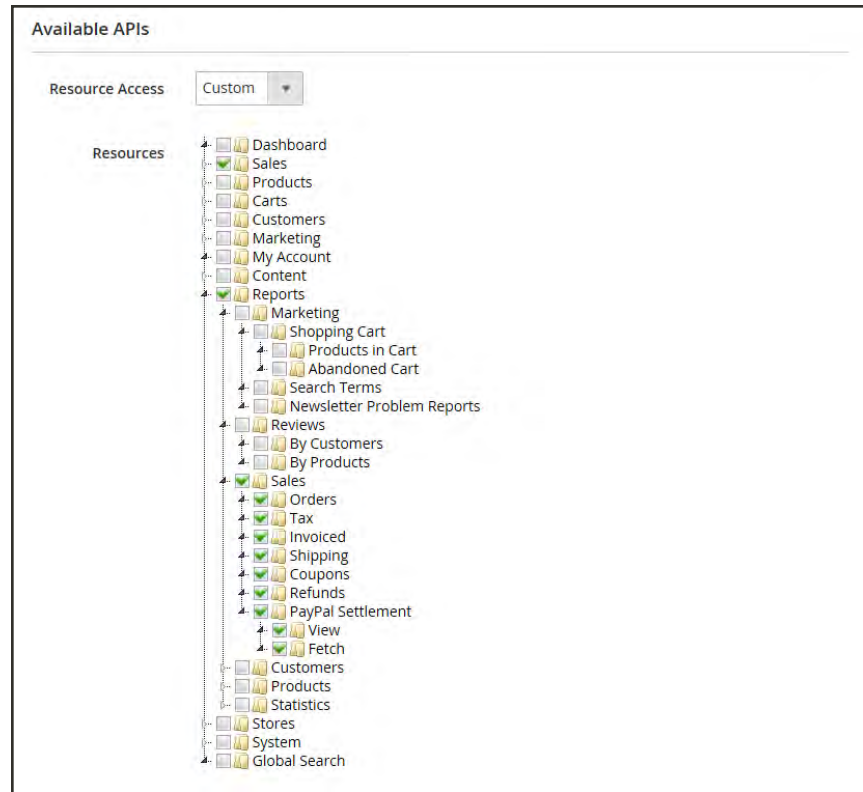 Available APIs
Resource Access Custom
Resources
Dashboard
Sales
Products
Carts
Customers
Marketing
My Account
Content
Reports
Marketing
Shopping Cart
Products in Cart
Abandoned Cart
Search Terms
Newsletter Problem Reports
Reviews
By Customers
By Products
Sales
Orders
Tax
Invoiced
Shipping
Coupons
Refunds
PayPal Settlement
View
Fetch
Customers
Products
Statistics
Stores
System
Global Search